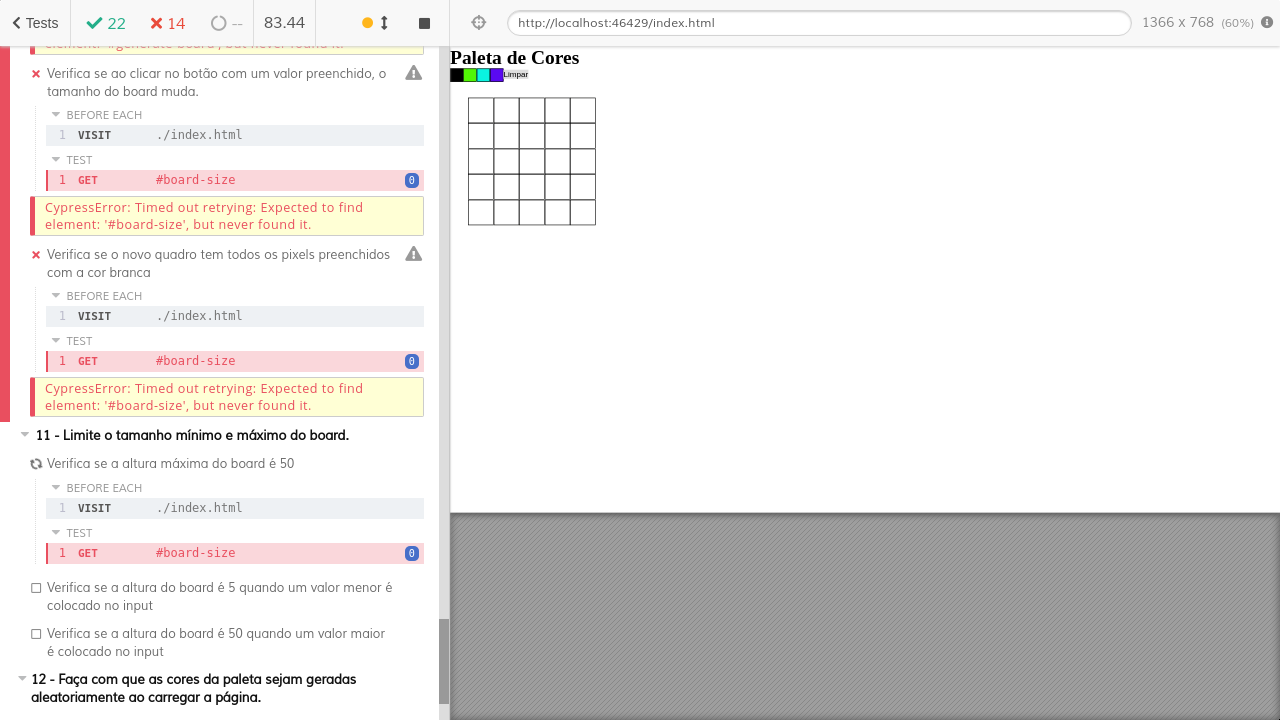 Tests 22 14 -- 83.44 http://localhost:46429/index.html 1366 x 768 (60%)
element: '#generate-board', but never found it.
Verifica se ao clicar no botão com um valor preenchido, o
tamanho do board muda.
BEFORE EACH
1 VISIT ./index.html
TEST
1 GET #board-size 0
CypressError: Timed out retrying: Expected to find
element: '#board-size', but never found it.
Verifica se o novo quadro tem todos os pixels preenchidos
com a cor branca
BEFORE EACH
1 VISIT ./index.html
TEST
1 GET #board-size 0
CypressError: Timed out retrying: Expected to find
element: '#board-size', but never found it.
11 - Limite o tamanho mínimo e máximo do board.
Verifica se a altura máxima do board é 50
BEFORE EACH
1 VISIT ./index.html
TEST
1 GET #board-size 0
Verifica se a altura do board é 5 quando um valor menor é
colocado no input
Verifica se a altura do board é 50 quando um valor maior
é colocado no input
12 - Faça com que as cores da paleta sejam geradas
aleatoriamente ao carregar a página.
Paleta de Cores
Limpar